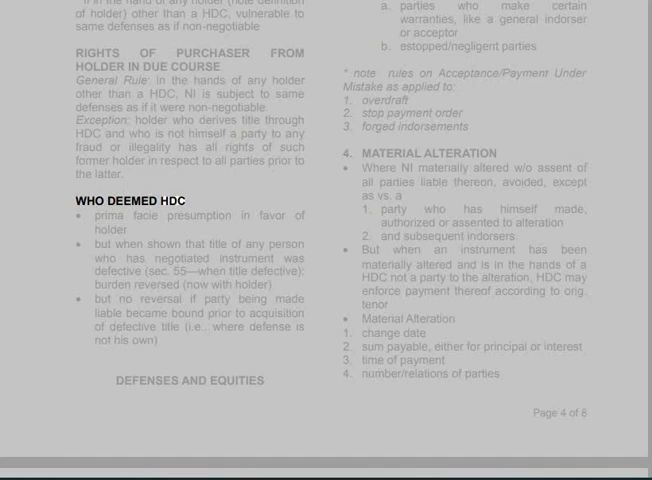 if in the hand of any holder (note definition
of holder) other than a HDC, vulnerable to
same defenses as if non-negotiable
RIGHTS OF PURCHASER FROM
HOLDER IN DUE COURSE
General Rule: in the hands of any holder
other than a HDC, NI is subject to same
defenses as if it were non-negotiable.
Exception: holder who derives title through
HDC and who is not himself a party to any
fraud or illegality has all rights of such
former holder in respect to all parties prior to
the latter.
WHO DEEMED HDC
• prima facie presumption in favor of
holder
• but when shown that title of any person
who has negotiated instrument was
defective (sec. 55—when title defective):
burden reversed (now with holder)
• but no reversal if party being made
liable became bound prior to acquisition
of defective title (i.e., where defense is
not his own)
DEFENSES AND EQUITIES
a. parties who make certain
warranties, like a general indorser
or acceptor
b. estopped/negligent parties
* note rules on Acceptance/Payment Under
Mistake as applied to:
1. overdraft
2. stop payment order
3. forged indorsements
4. MATERIAL ALTERATION
• Where NI materially altered w/o assent of
all parties liable thereon, avoided, except
as vs. a
1. party who has himself made,
authorized or assented to alteration
2. and subsequent indorsers
• But when an instrument has been
materially altered and is in the hands of a
HDC not a party to the alteration, HDC may
enforce payment thereof according to orig.
tenor
• Material Alteration
1. change date
2. sum payable, either for principal or interest
3. time of payment
4. number/relations of parties
Page 4 of 8